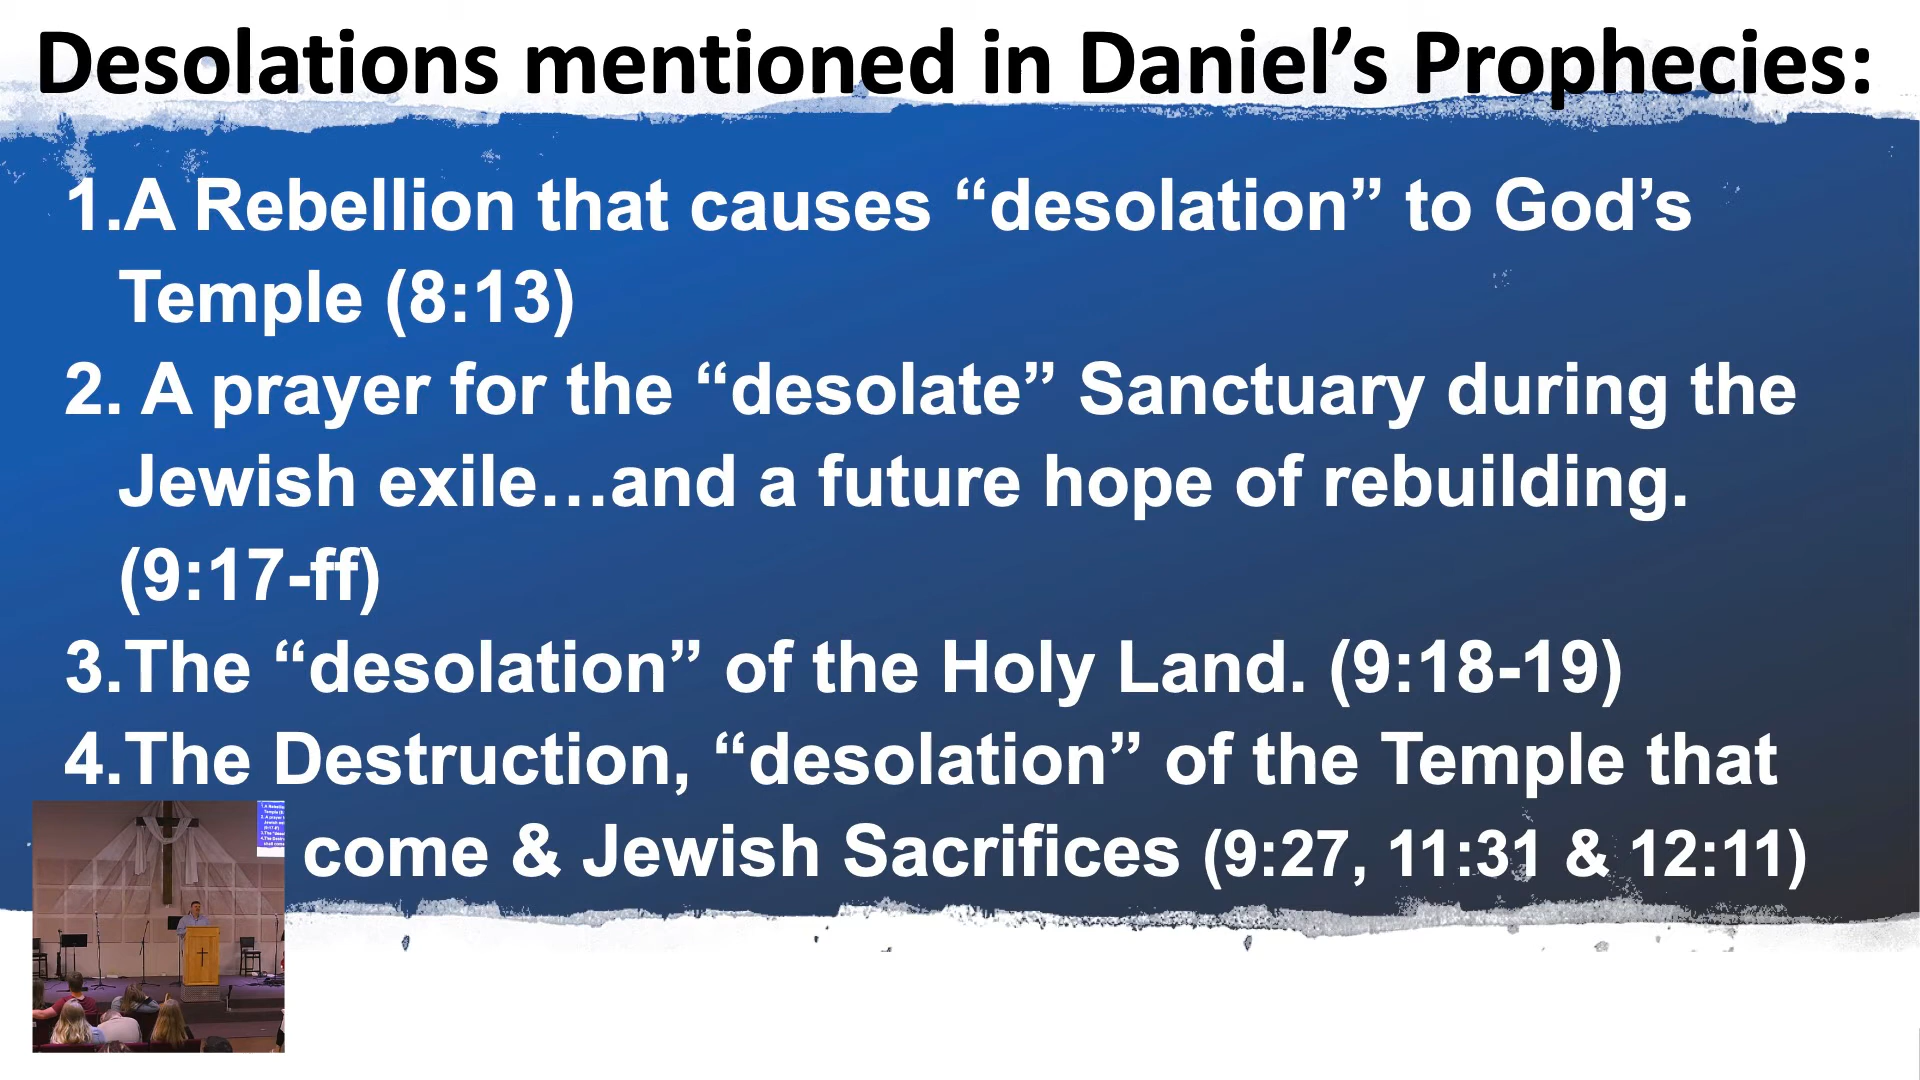 Desolations mentioned in Daniel’s Prophecies:
1.A Rebellion that causes “desolation” to God’s
Temple (8:13)
2. A prayer for the “desolate” Sanctuary during the
Jewish exile…and a future hope of rebuilding.
(9:17-ff)
3.The “desolation” of the Holy Land. (9:18-19)
4.The Destruction, “desolation” of the Temple that
come & Jewish Sacrifices (9:27, 11:31 & 12:11)